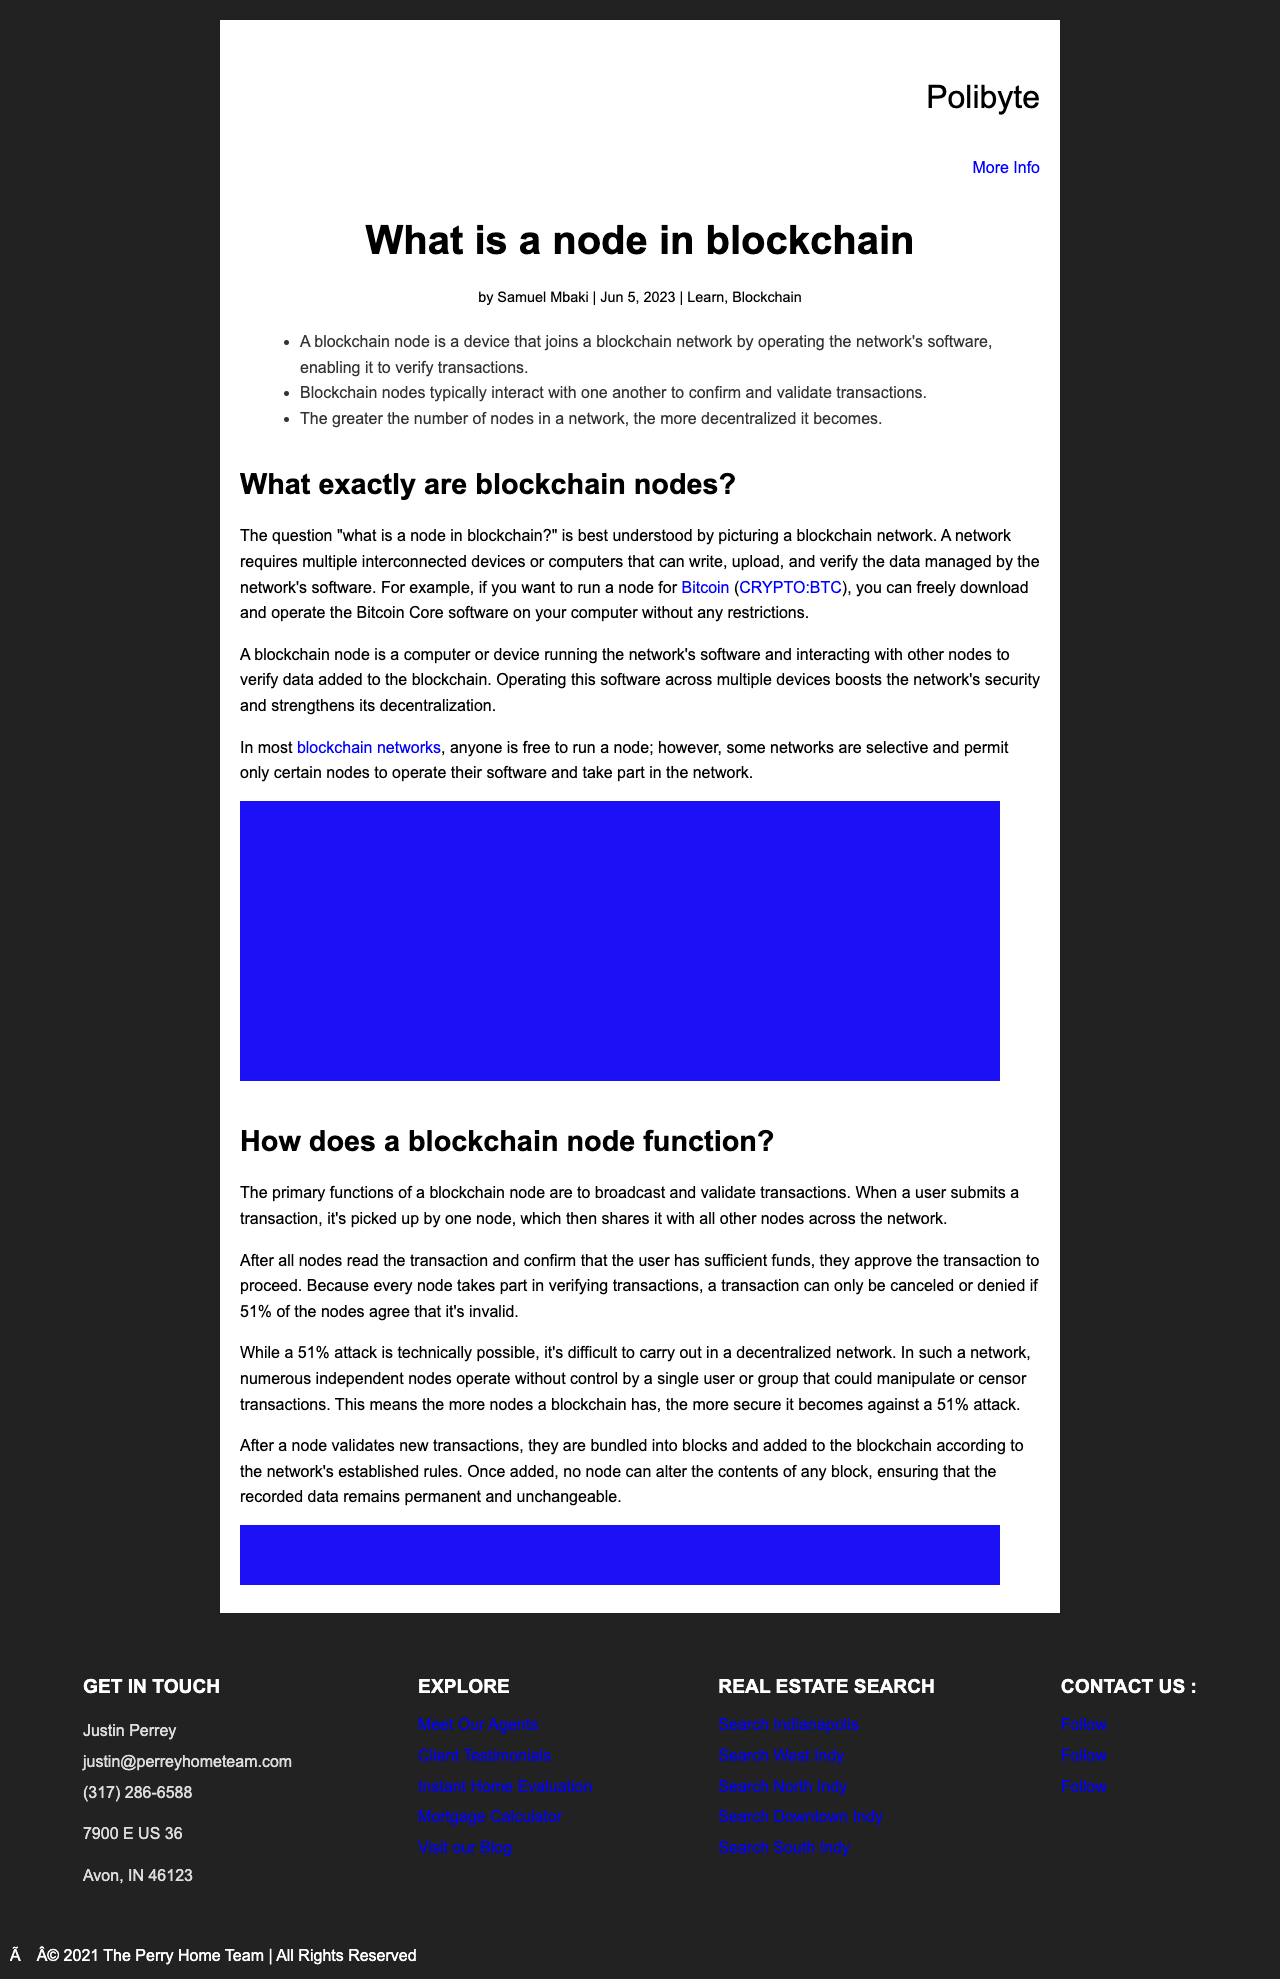 Polibyte
More Info
What is a node in blockchain
by Samuel Mbaki | Jun 5, 2023 | Learn, Blockchain
• A blockchain node is a device that joins a blockchain network by operating the network's software,
enabling it to verify transactions.
• Blockchain nodes typically interact with one another to confirm and validate transactions.
• The greater the number of nodes in a network, the more decentralized it becomes.
What exactly are blockchain nodes?
The question "what is a node in blockchain?" is best understood by picturing a blockchain network. A network
requires multiple interconnected devices or computers that can write, upload, and verify the data managed by the
network's software. For example, if you want to run a node for Bitcoin (CRYPTO:BTC), you can freely download
and operate the Bitcoin Core software on your computer without any restrictions.
A blockchain node is a computer or device running the network's software and interacting with other nodes to
verify data added to the blockchain. Operating this software across multiple devices boosts the network's security
and strengthens its decentralization.
In most blockchain networks, anyone is free to run a node; however, some networks are selective and permit
only certain nodes to operate their software and take part in the network.
How does a blockchain node function?
The primary functions of a blockchain node are to broadcast and validate transactions. When a user submits a
transaction, it's picked up by one node, which then shares it with all other nodes across the network.
After all nodes read the transaction and confirm that the user has sufficient funds, they approve the transaction to
proceed. Because every node takes part in verifying transactions, a transaction can only be canceled or denied if
51% of the nodes agree that it's invalid.
While a 51% attack is technically possible, it's difficult to carry out in a decentralized network. In such a network,
numerous independent nodes operate without control by a single user or group that could manipulate or censor
transactions. This means the more nodes a blockchain has, the more secure it becomes against a 51% attack.
After a node validates new transactions, they are bundled into blocks and added to the blockchain according to
the network's established rules. Once added, no node can alter the contents of any block, ensuring that the
recorded data remains permanent and unchangeable.
GET IN TOUCH
Justin Perrey
justin@perreyhometeam.com
(317) 286-6588
7900 E US 36
Avon, IN 46123
EXPLORE
Meet Our Agents
Client Testimonials
Instant Home Evaluation
Mortgage Calculator
Visit our Blog
REAL ESTATE SEARCH
Search Indianapolis
Search West Indy
Search North Indy
Search Downtown Indy
Search South Indy
CONTACT US :
Follow
Follow
Follow
Ã Â© 2021 The Perry Home Team | All Rights Reserved